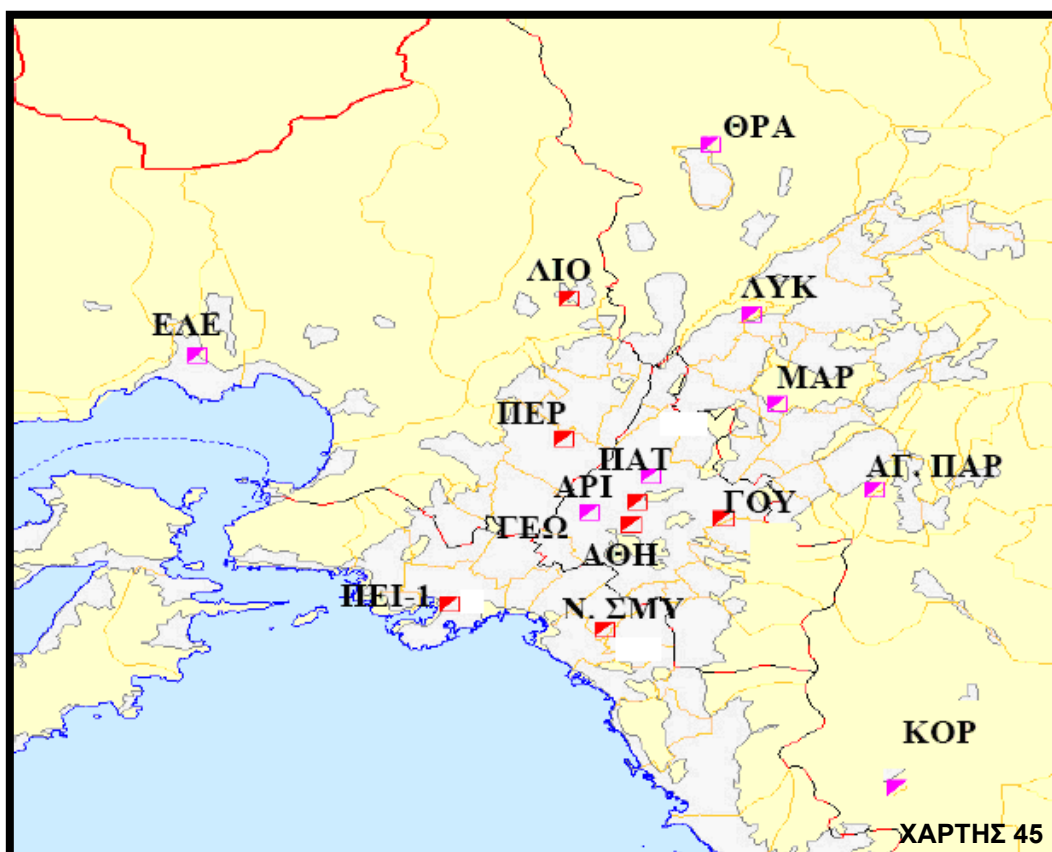 ΘΡΑ
ΛΙΟ
ΛΥΚ
ΕΛΕ
ΜΑΡ
ΠΕΡ
ΠΑΤ
ΑΓ. ΠΑΡ
ΑΡΙ
ΓΟΥ
ΓΕΩ
ΑΘΗ
ΠΕΙ-1
Ν. ΣΜΥ
ΚΟΡ
ΧΑΡΤΗΣ 45